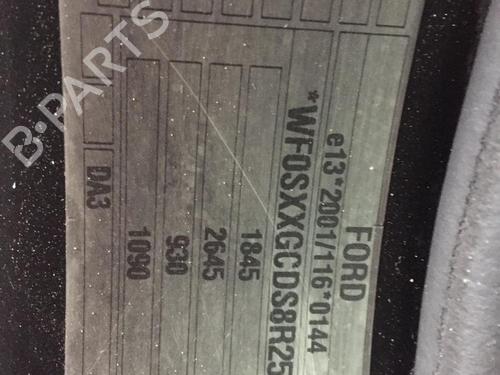 FORD
e13*2001/116*0144
*WF0SXXGCDS8R25
1845
2645
930
1090
DA3
B-PARTS